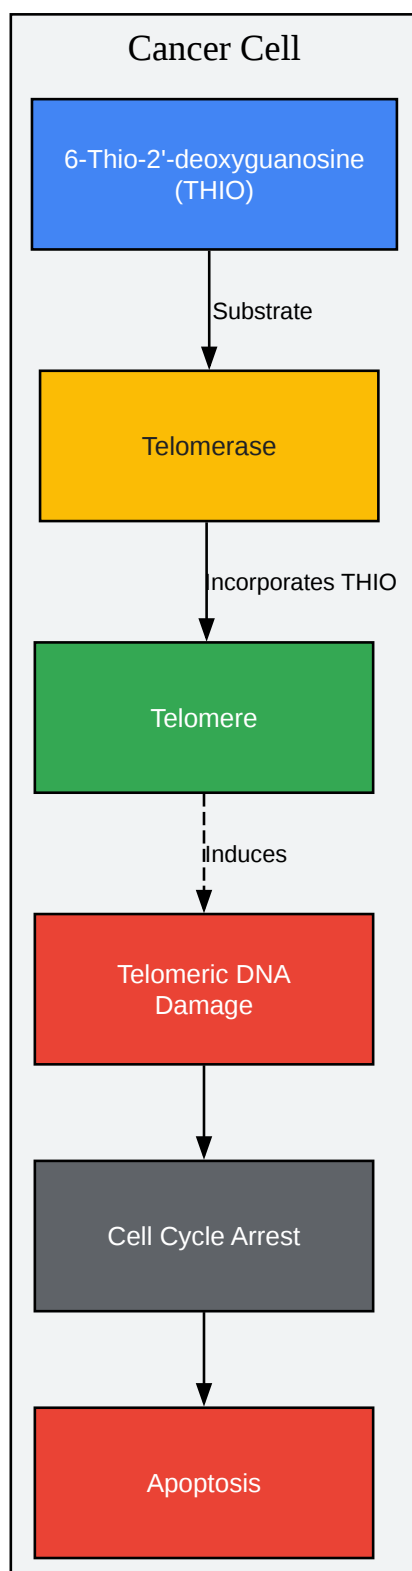 Cancer Cell
6-Thio-2'-deoxyguanosine
(THIO)
Substrate
Telomerase
Incorporates THIO
Telomere
Induces
Telomeric DNA
Damage
Cell Cycle Arrest
Apoptosis